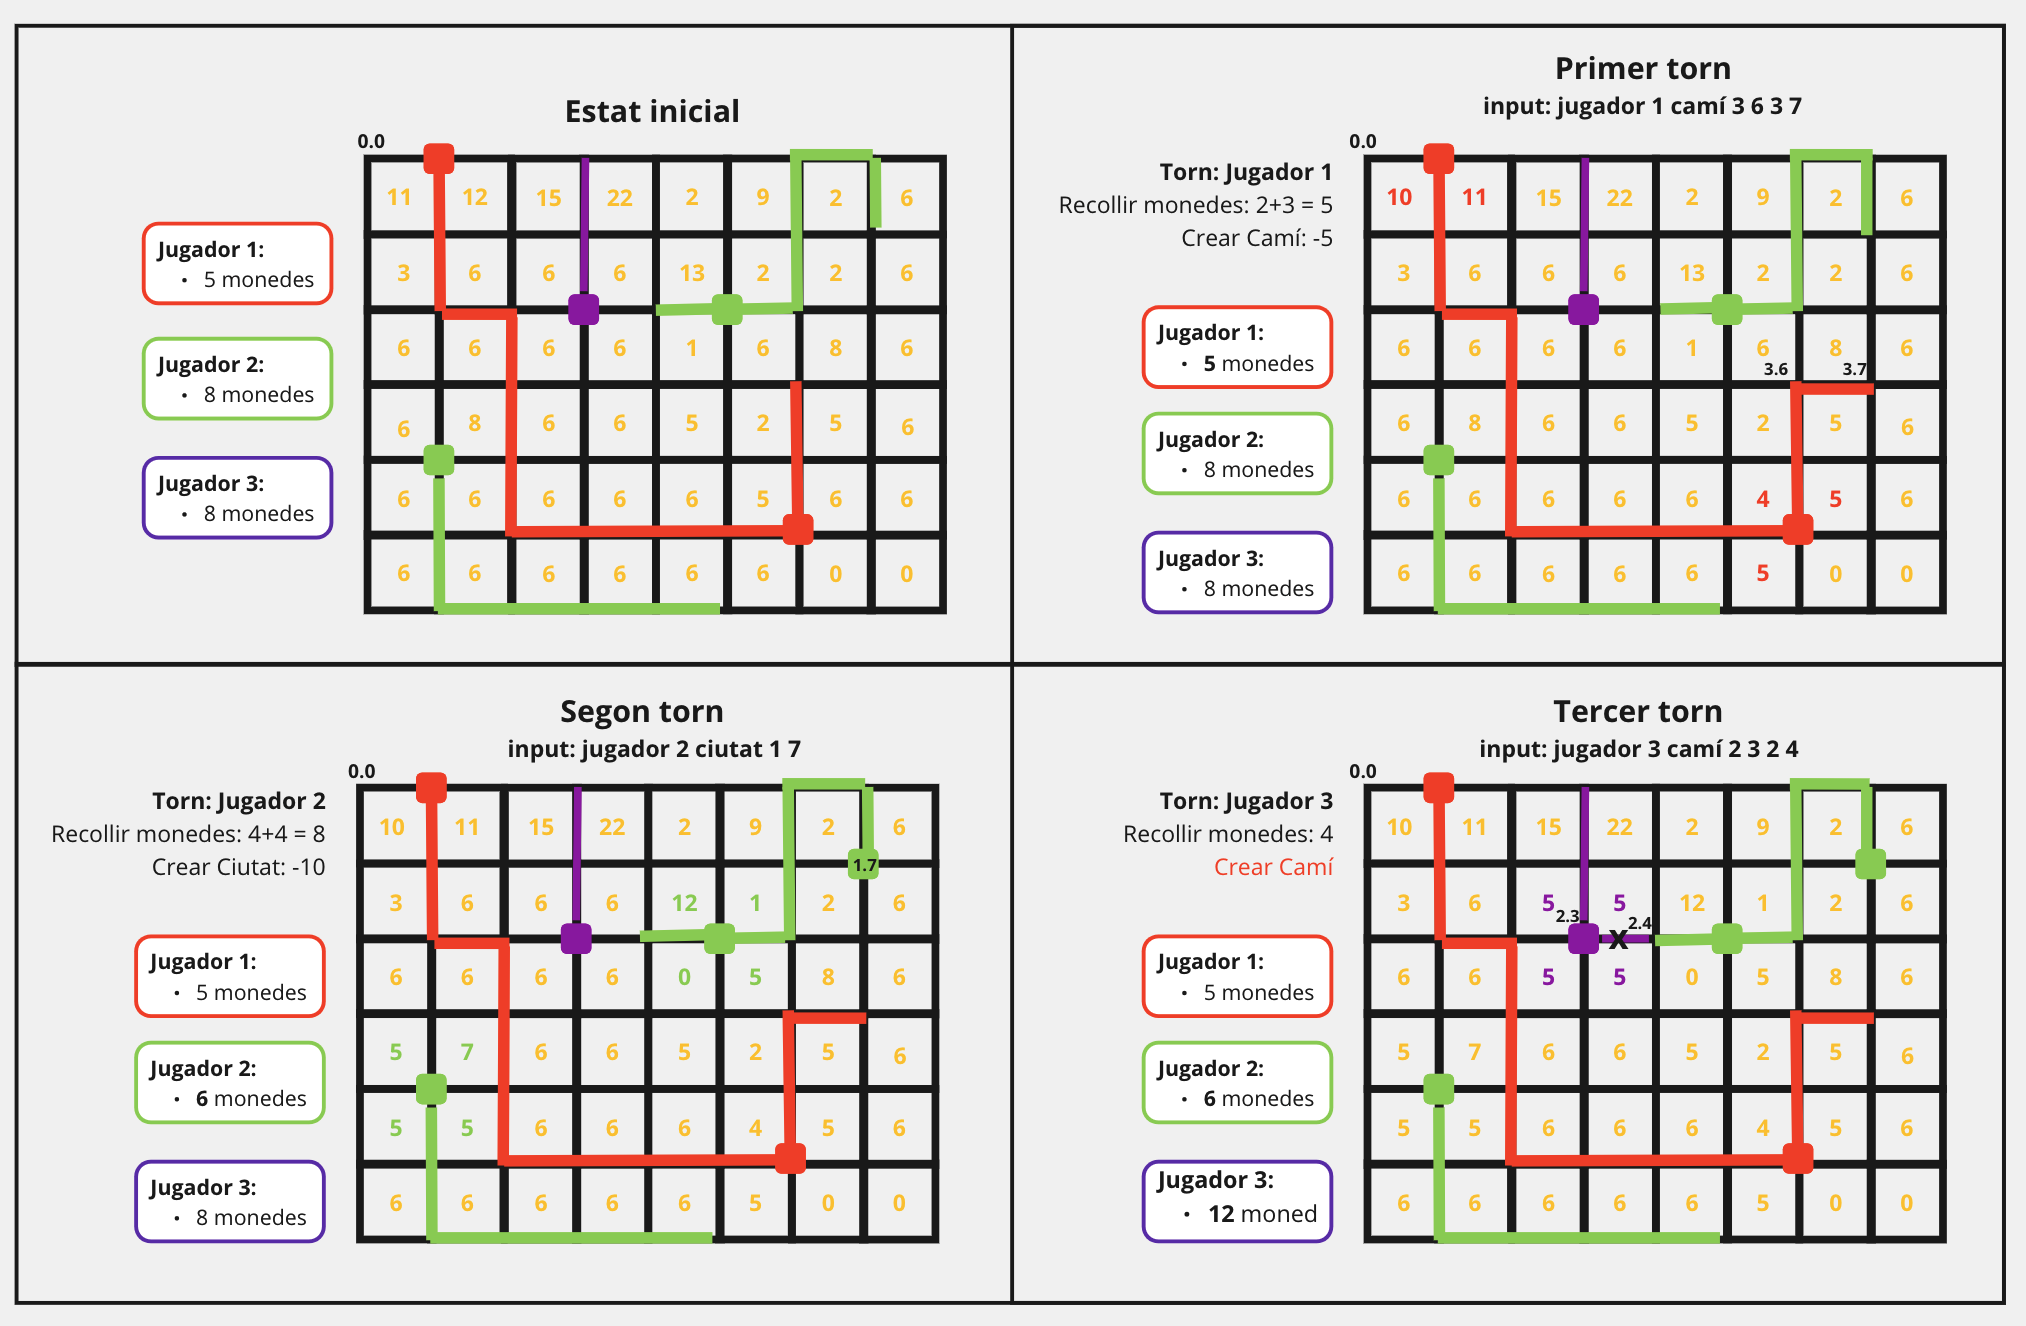 Estat inicial
0.0
11 12 15 22 2 9 2 6
3 6 6 6 13 2 2 6
6 6 6 6 1 6 8 6
6 8 6 6 5 2 5 6
6 6 6 6 6 5 6 6
6 6 6 6 6 6 0 0
Jugador 1:
• 5 monedes
Jugador 2:
• 8 monedes
Jugador 3:
• 8 monedes
Primer torn
input: jugador 1 camí 3 6 3 7
0.0
Torn: Jugador 1
Recollir monedes: 2+3 = 5
Crear Camí: -5
10 11 15 22 2 9 2 6
3 6 6 6 13 2 2 6
6 6 6 6 1 6 8 6
3.6 3.7
6 8 6 6 5 2 5 6
6 6 6 6 6 4 5 6
6 6 6 6 6 5 0 0
Jugador 1:
• 5 monedes
Jugador 2:
• 8 monedes
Jugador 3:
• 8 monedes
Segon torn
input: jugador 2 ciutat 1 7
0.0
Torn: Jugador 2
Recollir monedes: 4+4 = 8
Crear Ciutat: -10
10 11 15 22 2 9 2 6
1.7
3 6 6 6 12 1 2 6
6 6 6 6 0 5 8 6
5 7 6 6 5 2 5 6
5 5 6 6 6 4 5 6
6 6 6 6 6 5 0 0
Jugador 1:
• 5 monedes
Jugador 2:
• 6 monedes
Jugador 3:
• 8 monedes
Tercer torn
input: jugador 3 camí 2 3 2 4
0.0
Torn: Jugador 3
Recollir monedes: 4
Crear Camí
10 11 15 22 2 9 2 6
3 6 5 5 12 1 2 6
2.3 2.4
x
6 6 5 5 0 5 8 6
5 7 6 6 5 2 5 6
5 5 6 6 6 4 5 6
6 6 6 6 6 5 0 0
Jugador 1:
• 5 monedes
Jugador 2:
• 6 monedes
Jugador 3:
• 12 moned